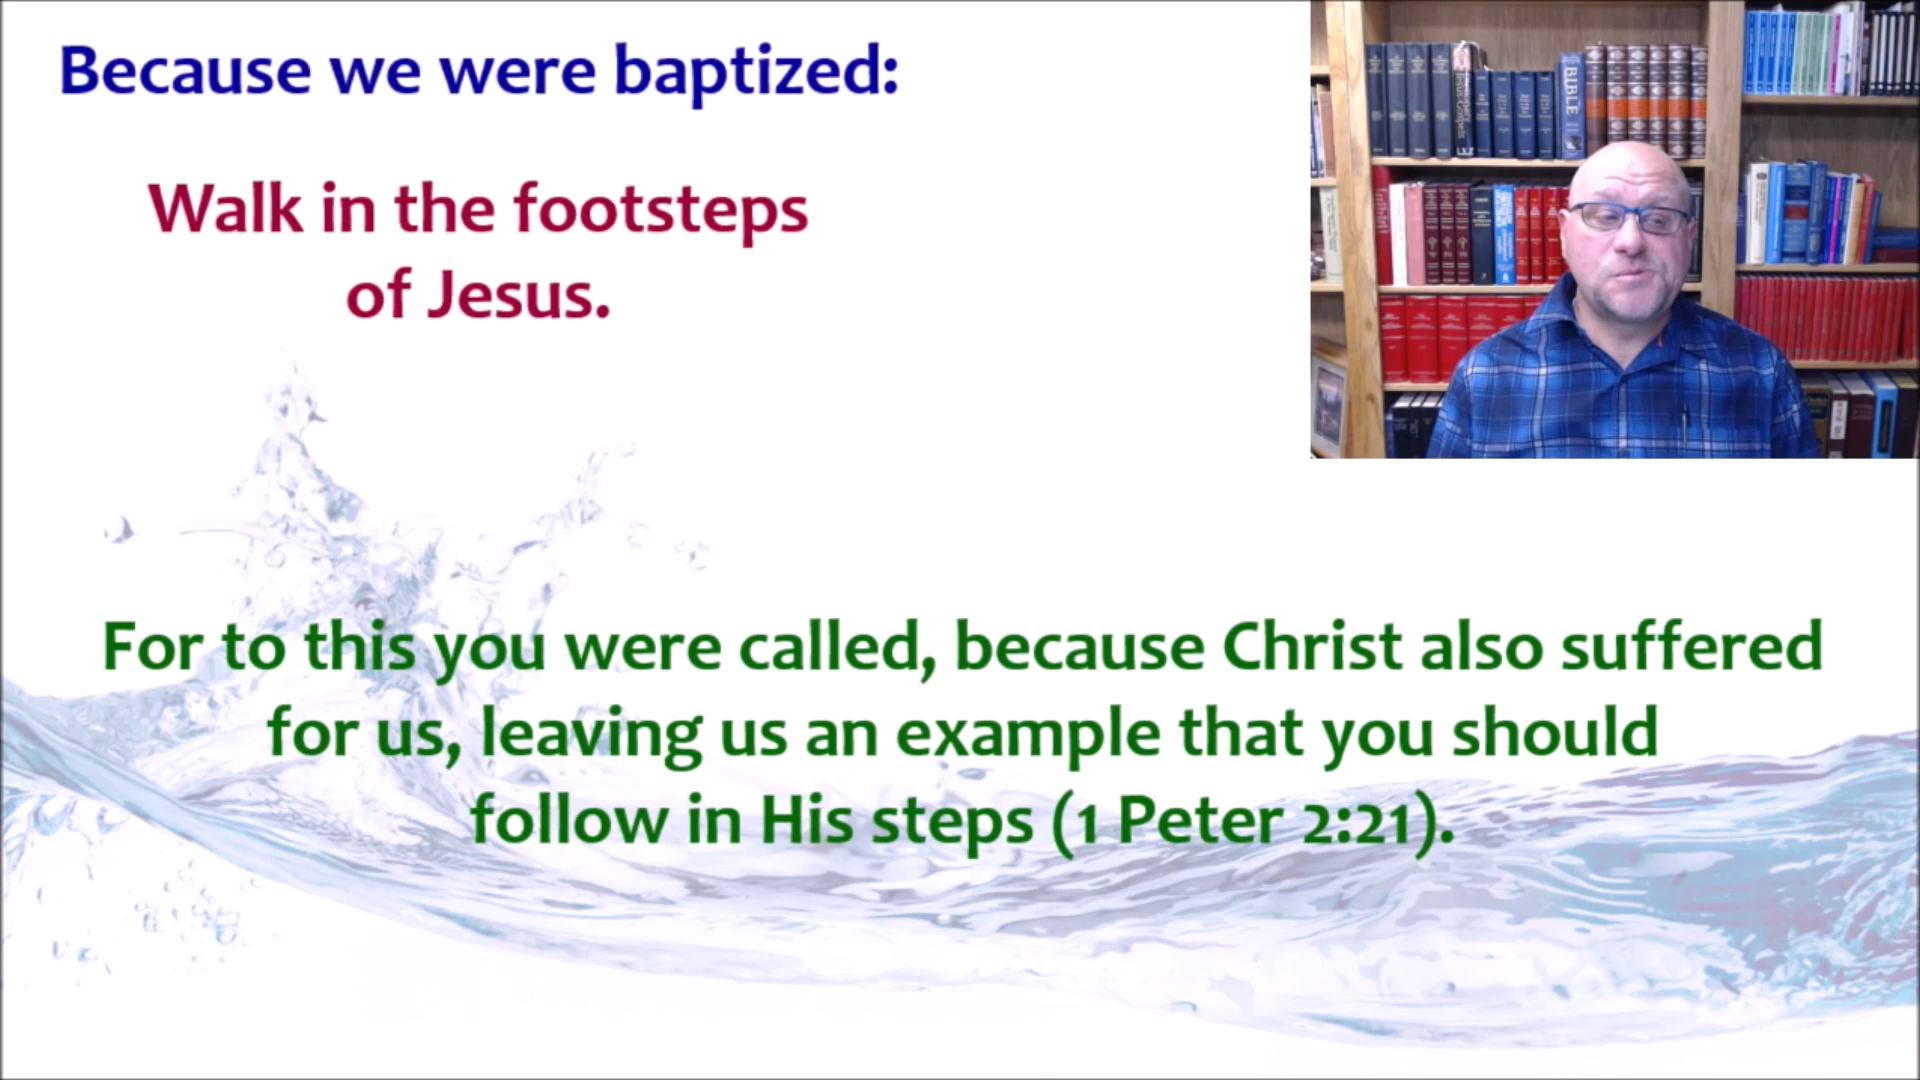 Because we were baptized:
Walk in the footsteps
of Jesus.
BIBLE
For to this you were called, because Christ also suffered
for us, leaving us an example that you should
follow in His steps (1 Peter 2:21).